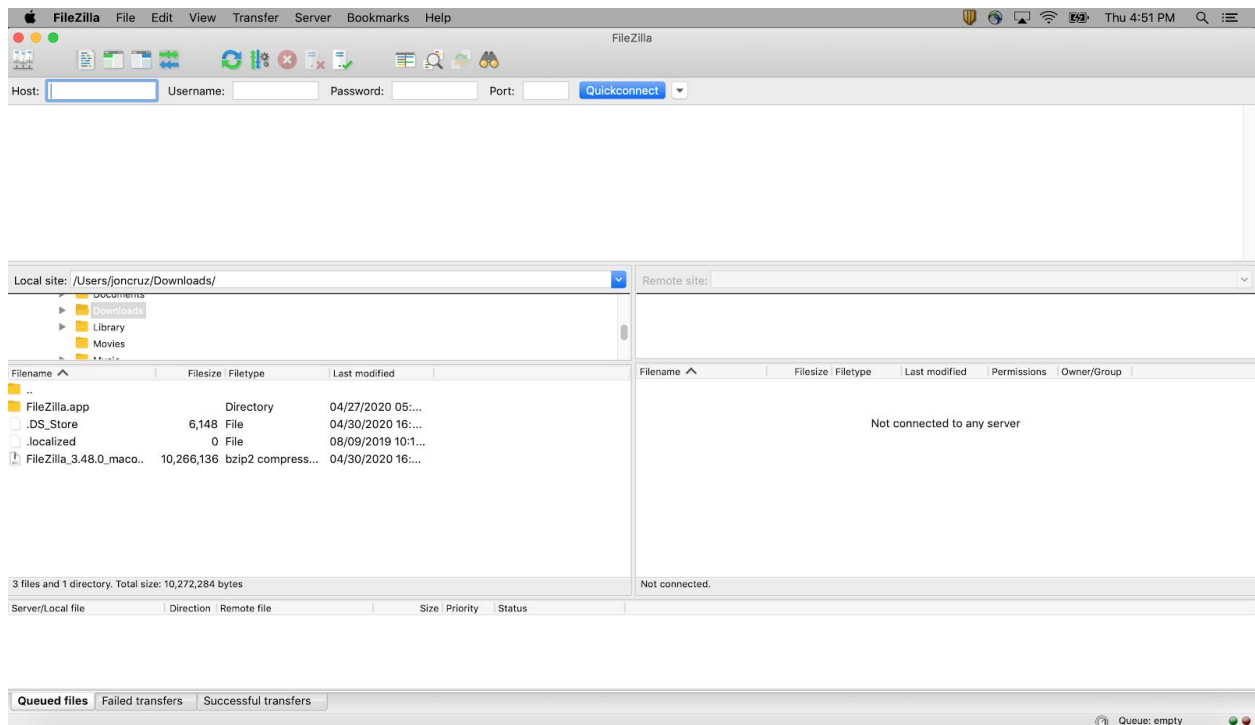 FileZilla File Edit View Transfer Server Bookmarks Help Thu 4:51 PM
FileZilla
Host: Username: Password: Port: Quickconnect
Local site: /Users/joncruz/Downloads/ Remote site:
Documents
Downloads
Library
Movies
Music
Filename Filesize Filetype Last modified Filename Filesize Filetype Last modified Permissions Owner/Group
..
FileZilla.app Directory 04/27/2020 05:...
.DS_Store 6,148 File 04/30/2020 16:... Not connected to any server
.localized 0 File 08/09/2019 10:1...
FileZilla_3.48.0_maco.. 10,266,136 bzip2 compress... 04/30/2020 16:...
3 files and 1 directory. Total size: 10,272,284 bytes Not connected.
Server/Local file Direction Remote file Size Priority Status
Queued files Failed transfers Successful transfers
Queue: empty